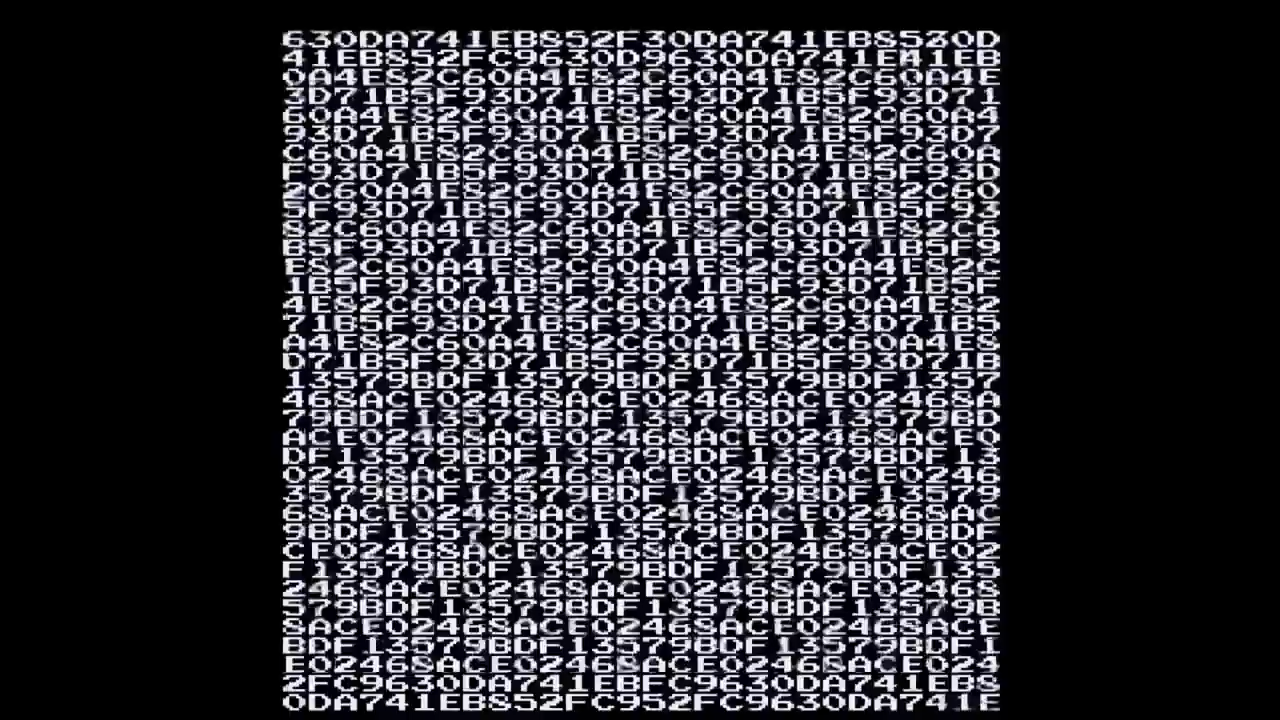 630DA741EB852F30DA741EB8530D
41EB852FC9630D9630DA741E41EB
0A4E82C60A4E82C60A4E82C60A4E
3D71B5F93D71B5F93D71B5F93D71
60A4E82C60A4E82C60A4E82C60A4
93D71B5F93D71B5F93D71B5F93D7
C60A4E82C60A4E82C60A4E82C60A
F93D71B5F93D71B5F93D71B5F93D
2C60A4E82C60A4E82C60A4E82C60
5F93D71B5F93D71B5F93D71B5F93
82C60A4E82C60A4E82C60A4E82C6
B5F93D71B5F93D71B5F93D71B5F9
E82C60A4E82C60A4E82C60A4E82C
1B5F93D71B5F93D71B5F93D71B5F
4E82C60A4E82C60A4E82C60A4E82
71B5F93D71B5F93D71B5F93D71B5
A4E82C60A4E82C60A4E82C60A4E8
D71B5F93D71B5F93D71B5F93D71B
13579BDF13579BDF13579BDF1357
468ACE02468ACE02468ACE02468A
79BDF13579BDF13579BDF13579BD
ACE02468ACE02468ACE02468ACE0
DF13579BDF13579BDF13579BDF13
02468ACE02468ACE02468ACE0246
3579BDF13579BDF13579BDF13579
68ACE02468ACE02468ACE02468AC
9BDF13579BDF13579BDF13579BDF
CE02468ACE02468ACE02468ACE02
F13579BDF13579BDF13579BDF135
2468ACE02468ACE02468ACE02468
579BDF13579BDF13579BDF13579B
8ACE02468ACE02468ACE02468ACE
BDF13579BDF13579BDF13579BDF1
E02468ACE02468ACE02468ACE024
2FC9630DA741EBFC9630DA741EB8
0DA741EB852FC952FC9630DA741E